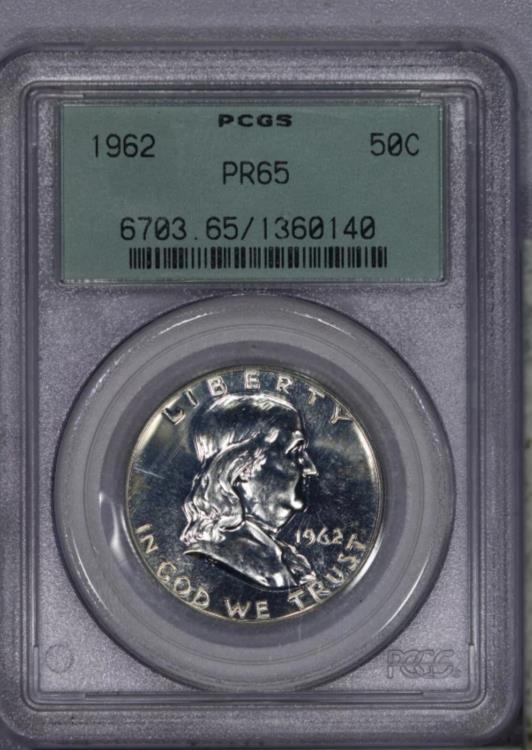 PCGS
1962 50C
PR65
6703.65/1360140
LIBERTY
1962
IN GOD WE TRUST
PCGS